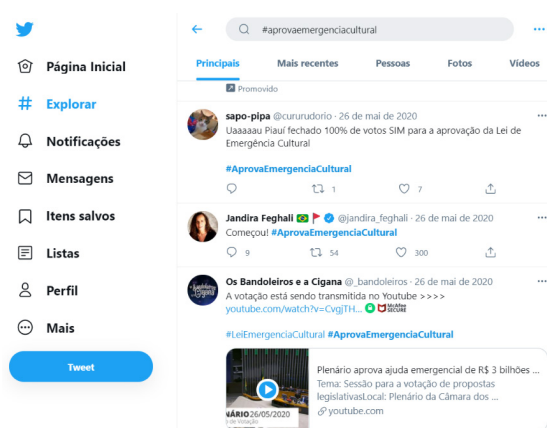 #aprovaemergenciacultural
Página Inicial
Explorar
Notificações
Mensagens
Itens salvos
Listas
Perfil
Mais
Tweet
Principais Mais recentes Pessoas Fotos Vídeos
Promovido
sapo-pipa @cururudorio · 26 de mai de 2020
Uaaaaau Piauí fechado 100% de votos SIM para a aprovação da Lei de
Emergência Cultural
#AprovaEmergenciaCultural
1 7
Jandira Feghali @jandira_feghali · 26 de mai de 2020
Começou! #AprovaEmergenciaCultural
9 54 300
Os Bandoleiros e a Cigana @_bandoleiros · 26 de mai de 2020
A votação está sendo transmitida no Youtube >>>>
youtube.com/watch?v=CvgjTH... McAfee SECURE
#LeiEmergenciaCultural #AprovaEmergenciaCultural
NÁRIO 26/05/2020
de Votação
Plenário aprova ajuda emergencial de R$ 3 bilhões ...
Tema: Sessão para a votação de propostas
legislativasLocal: Plenário da Câmara dos ...
youtube.com